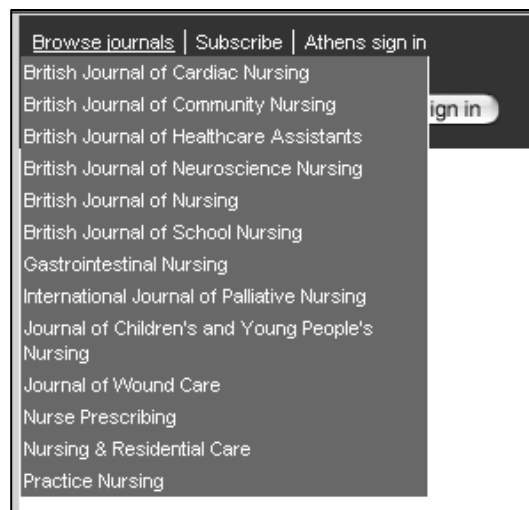 Browse journals | Subscribe | Athens sign in
British Journal of Cardiac Nursing
British Journal of Community Nursing
ign in
British Journal of Healthcare Assistants
British Journal of Neuroscience Nursing
British Journal of Nursing
British Journal of School Nursing
Gastrointestinal Nursing
International Journal of Palliative Nursing
Journal of Children's and Young People's
Nursing
Journal of Wound Care
Nurse Prescribing
Nursing & Residential Care
Practice Nursing